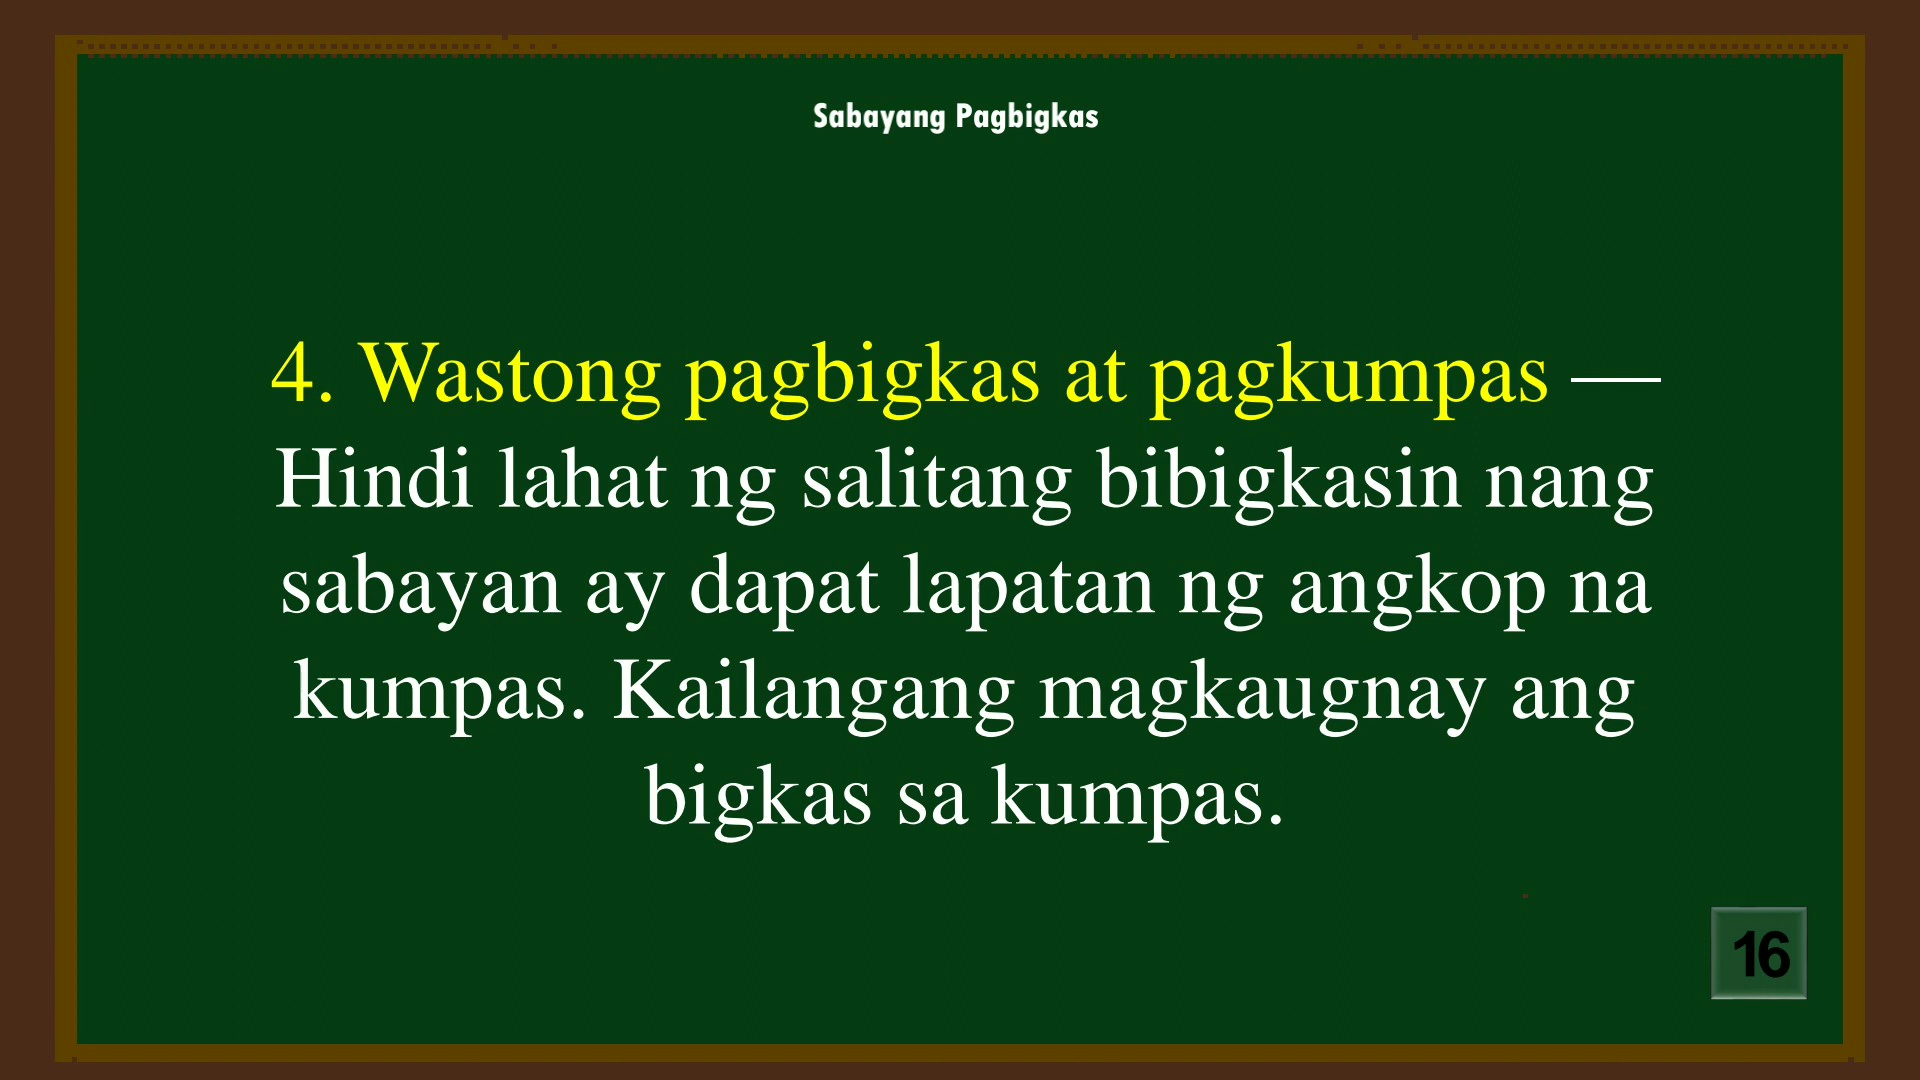 Sabayang Pagbigkas
4. Wastong pagbigkas at pagkumpas —
Hindi lahat ng salitang bibigkasin nang
sabayan ay dapat lapatan ng angkop na
kumpas. Kailangang magkaugnay ang
bigkas sa kumpas.
16